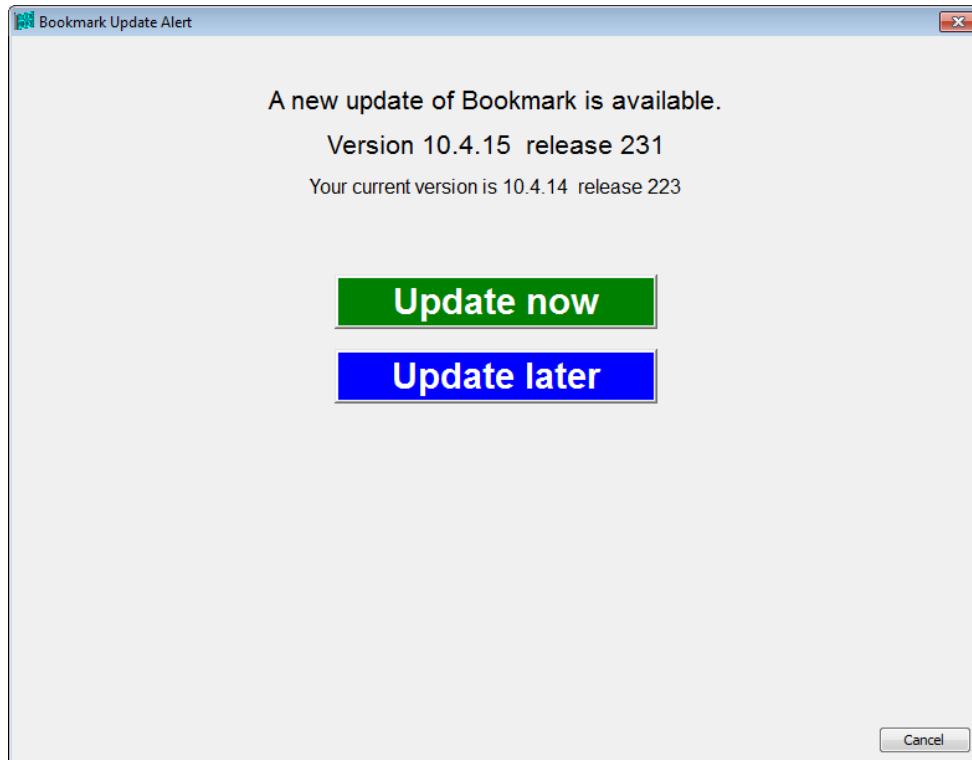 Bookmark Update Alert
A new update of Bookmark is available.
Version 10.4.15  release 231
Your current version is 10.4.14  release 223
Update now
Update later
Cancel